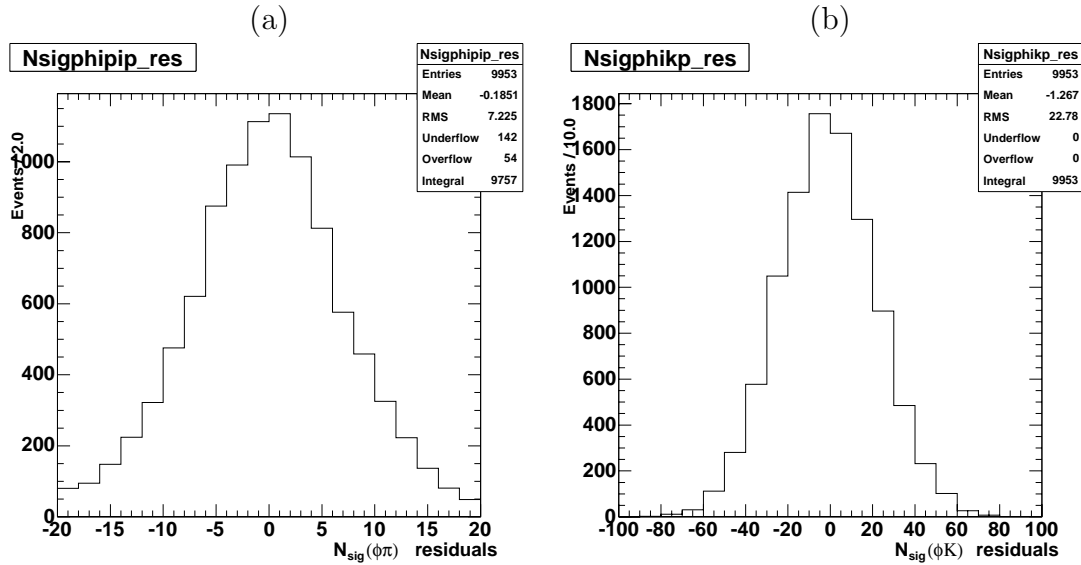 (a)
Nsigphipip_res
Nsigphipip_res
Entries 9953
Mean -0.1851
RMS 7.225
Underflow 142
Overflow 54
Integral 9757
Events / 2.0
1000
800
600
400
200
0
-20 -15 -10 -5 0 5 10 15 20
Nsig(ϕπ) residuals
(b)
Nsigphikp_res
Nsigphikp_res
Entries 9953
Mean -1.267
RMS 22.78
Underflow 0
Overflow 0
Integral 9953
Events / 10.0
1800
1600
1400
1200
1000
800
600
400
200
0
-100 -80 -60 -40 -20 0 20 40 60 80 100
Nsig(ϕK) residuals